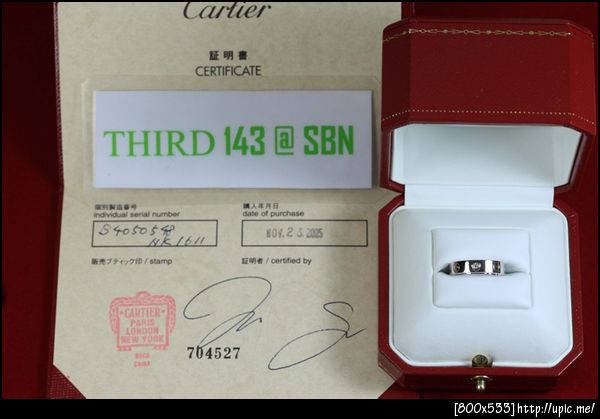 Cartier
証明書
CERTIFICATE
THIRD 143 @ SBN
個別製造番号
individual serial number
購入年月日
date of purchase
NOV. 2 5. 2005
販売ブティック印 / stamp
証明者 / certified by
CARTIER
PARIS
LONDON
NEW YORK
CHINA
704527
[800x533]http://upic.me/